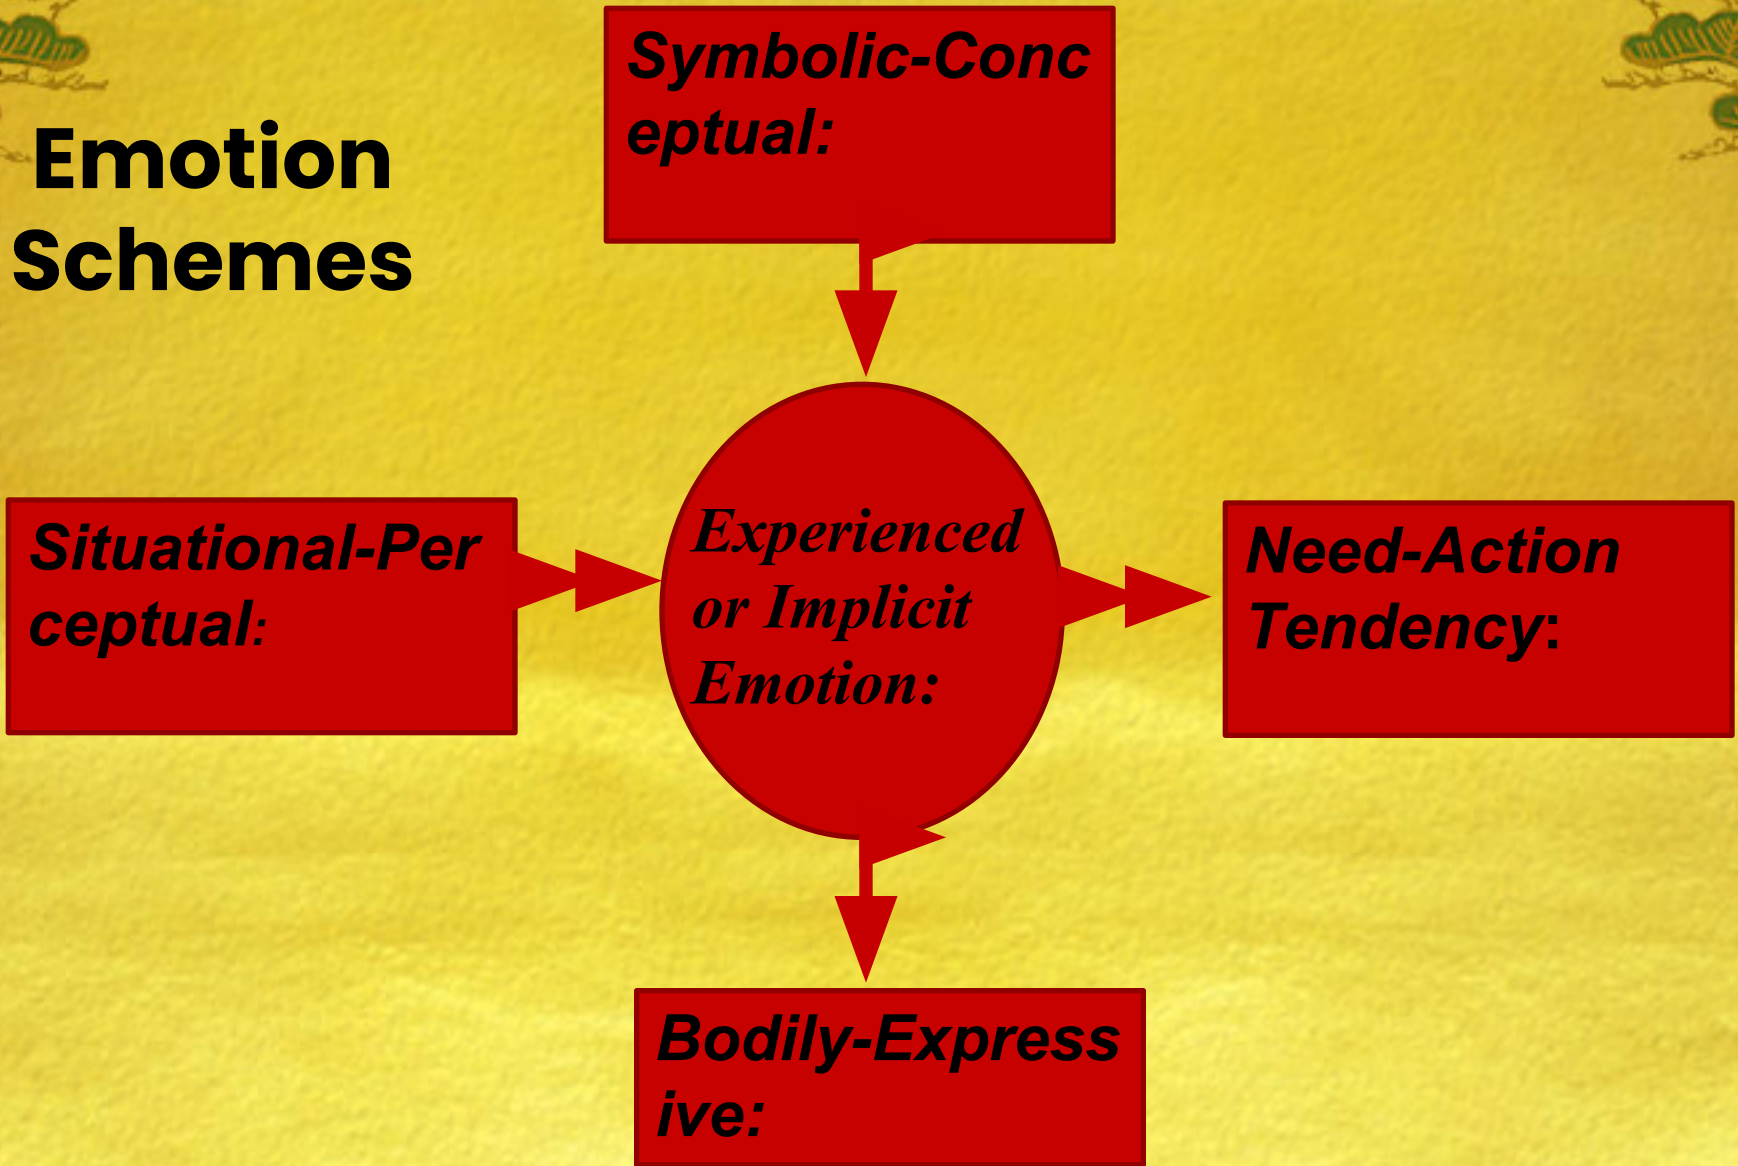 Emotion
Schemes
Symbolic-Conc
eptual:
Situational-Per
ceptual:
Experienced
or Implicit
Emotion:
Need-Action
Tendency:
Bodily-Express
ive: